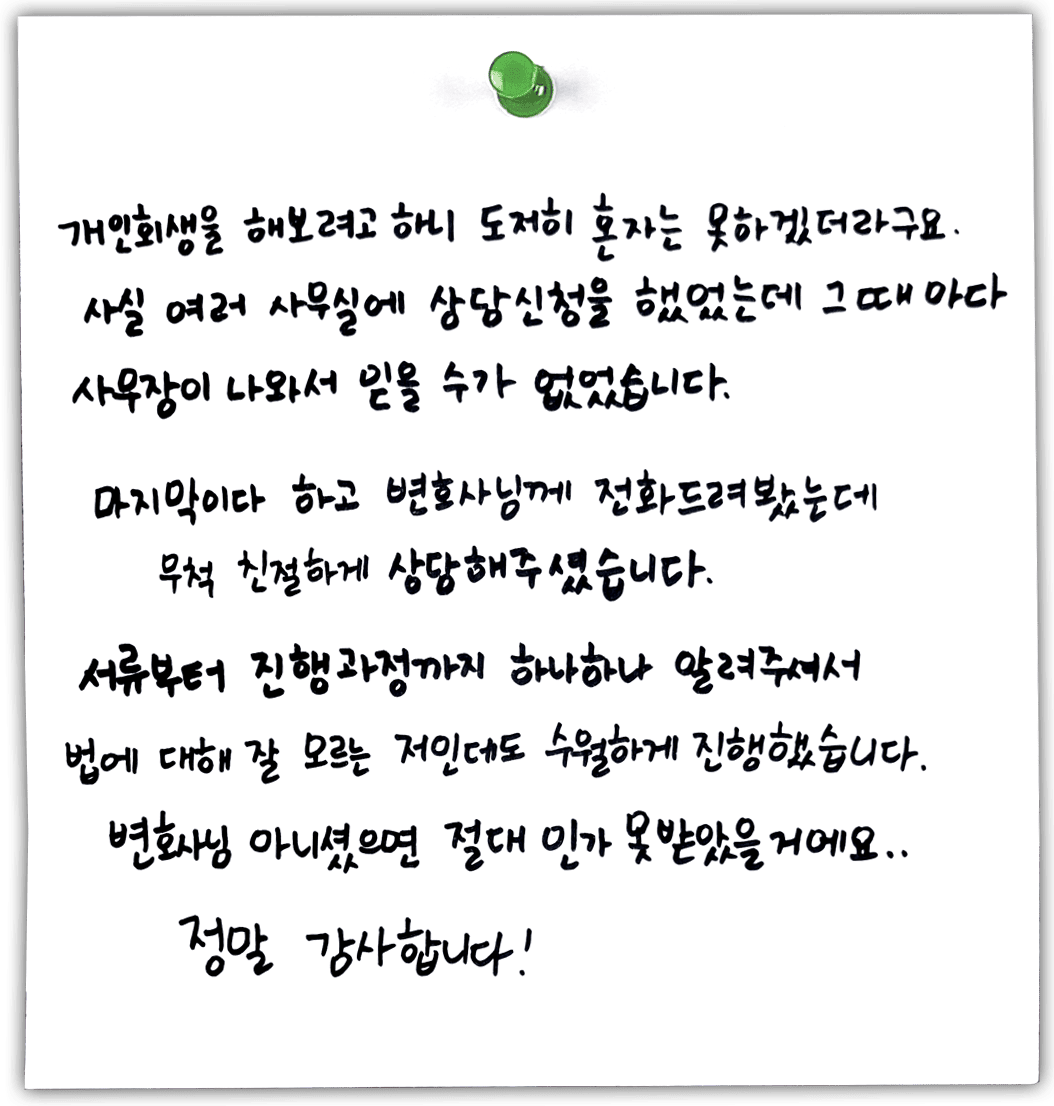 개인회생을 해보려고 하니 도저히 혼자는 못하겠더라구요.
사실 여러 사무실에 상담신청을 했었는데 그때마다
사무장이 나와서 믿을 수가 없었습니다.
마지막이다 하고 변호사님께 전화드려봤는데
무척 친절하게 상담해주셨습니다.
서류부터 진행과정까지 하나하나 알려주셔서
법에 대해 잘 모르는 저인데도 수월하게 진행했습니다.
변호사님 아니셨으면 절대 인가 못받았을거에요..
정말 감사합니다!